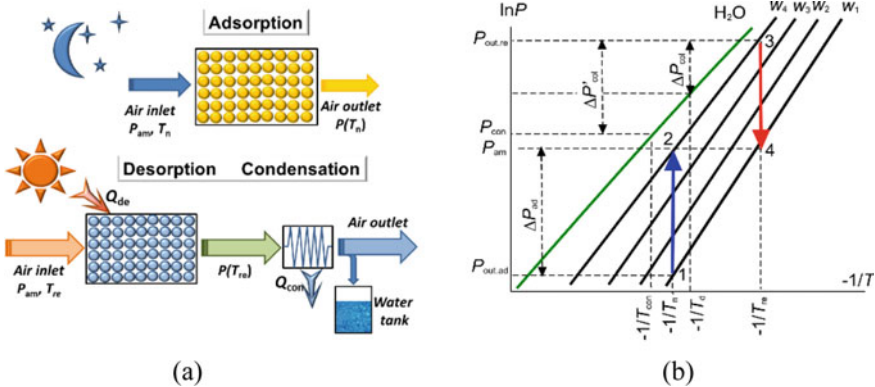 Adsorption
Air inlet
P_am, T_n
Air outlet
P(T_n)
Desorption Condensation
Q_de
Air inlet
P_am, T_re
P(T_re)
Q_con
Air outlet
Water
tank
(a)
lnP
H₂O
w₄ w₃ w₂ w₁
P_out.re
3
ΔP'_col
ΔP_col
P_con
P_am
2
4
ΔP_ad
P_out.ad
1
-1/T
-1/T_con
-1/T_n
-1/T_d
-1/T_re
(b)